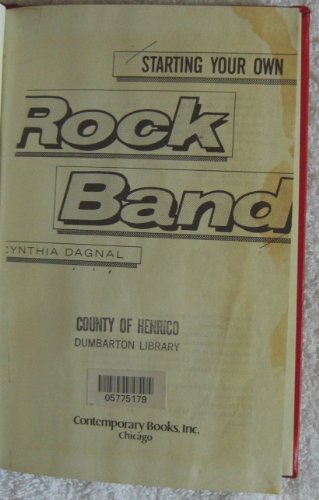 STARTING YOUR OWN
Rock
Band
CYNTHIA DAGNAL
COUNTY OF HENRICO
DUMBARTON LIBRARY
05775179
Contemporary Books, Inc.
Chicago